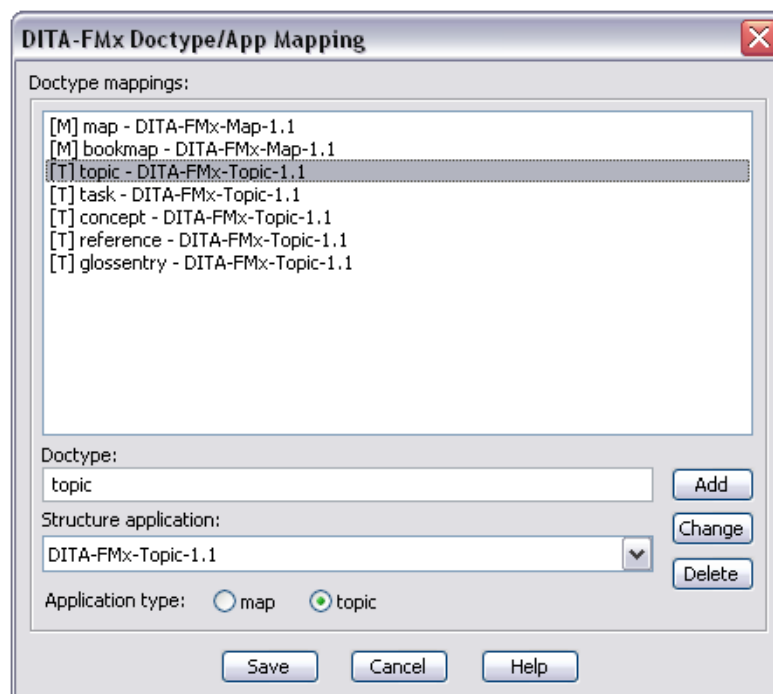 DITA-FMx Doctype/App Mapping
Doctype mappings:
[M] map - DITA-FMx-Map-1.1
[M] bookmap - DITA-FMx-Map-1.1
[T] topic - DITA-FMx-Topic-1.1
[T] task - DITA-FMx-Topic-1.1
[T] concept - DITA-FMx-Topic-1.1
[T] reference - DITA-FMx-Topic-1.1
[T] glossentry - DITA-FMx-Topic-1.1
Doctype:
topic
Add
Structure application:
Change
DITA-FMx-Topic-1.1
Delete
Application type: map topic
Save Cancel Help